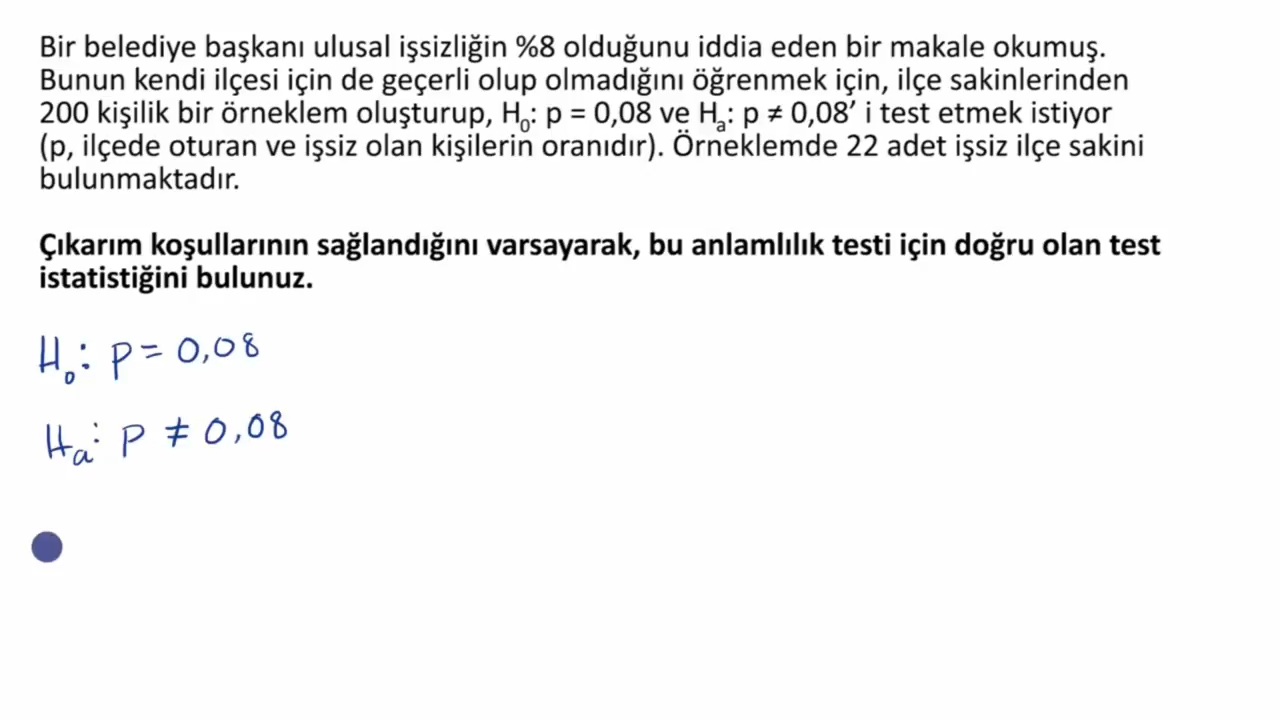 Bir belediye başkanı ulusal işsizliğin %8 olduğunu iddia eden bir makale okumuş.
Bunun kendi ilçesi için de geçerli olup olmadığını öğrenmek için, ilçe sakinlerinden
200 kişilik bir örneklem oluşturup, H₀: p = 0,08 ve Hₐ: p ≠ 0,08’ i test etmek istiyor
(p, ilçede oturan ve işsiz olan kişilerin oranıdır). Örneklemde 22 adet işsiz ilçe sakini
bulunmaktadır.
Çıkarım koşullarının sağlandığını varsayarak, bu anlamlılık testi için doğru olan test
istatistiğini bulunuz.
H₀: p = 0,08
Hₐ: p ≠ 0,08